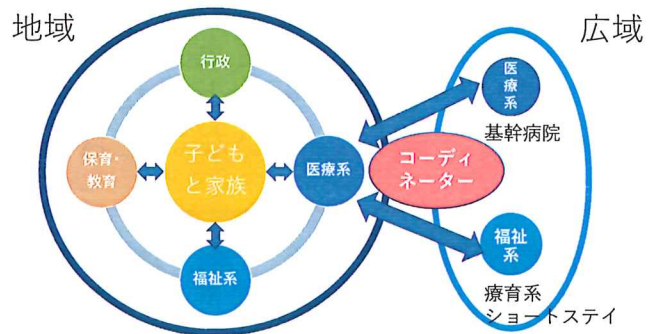 地域
広域
行政
保育・
教育
子ども
と家族
医療系
福祉系
コーディ
ネーター
医
療
系
基幹病院
福祉
系
療育系
ショートステイ